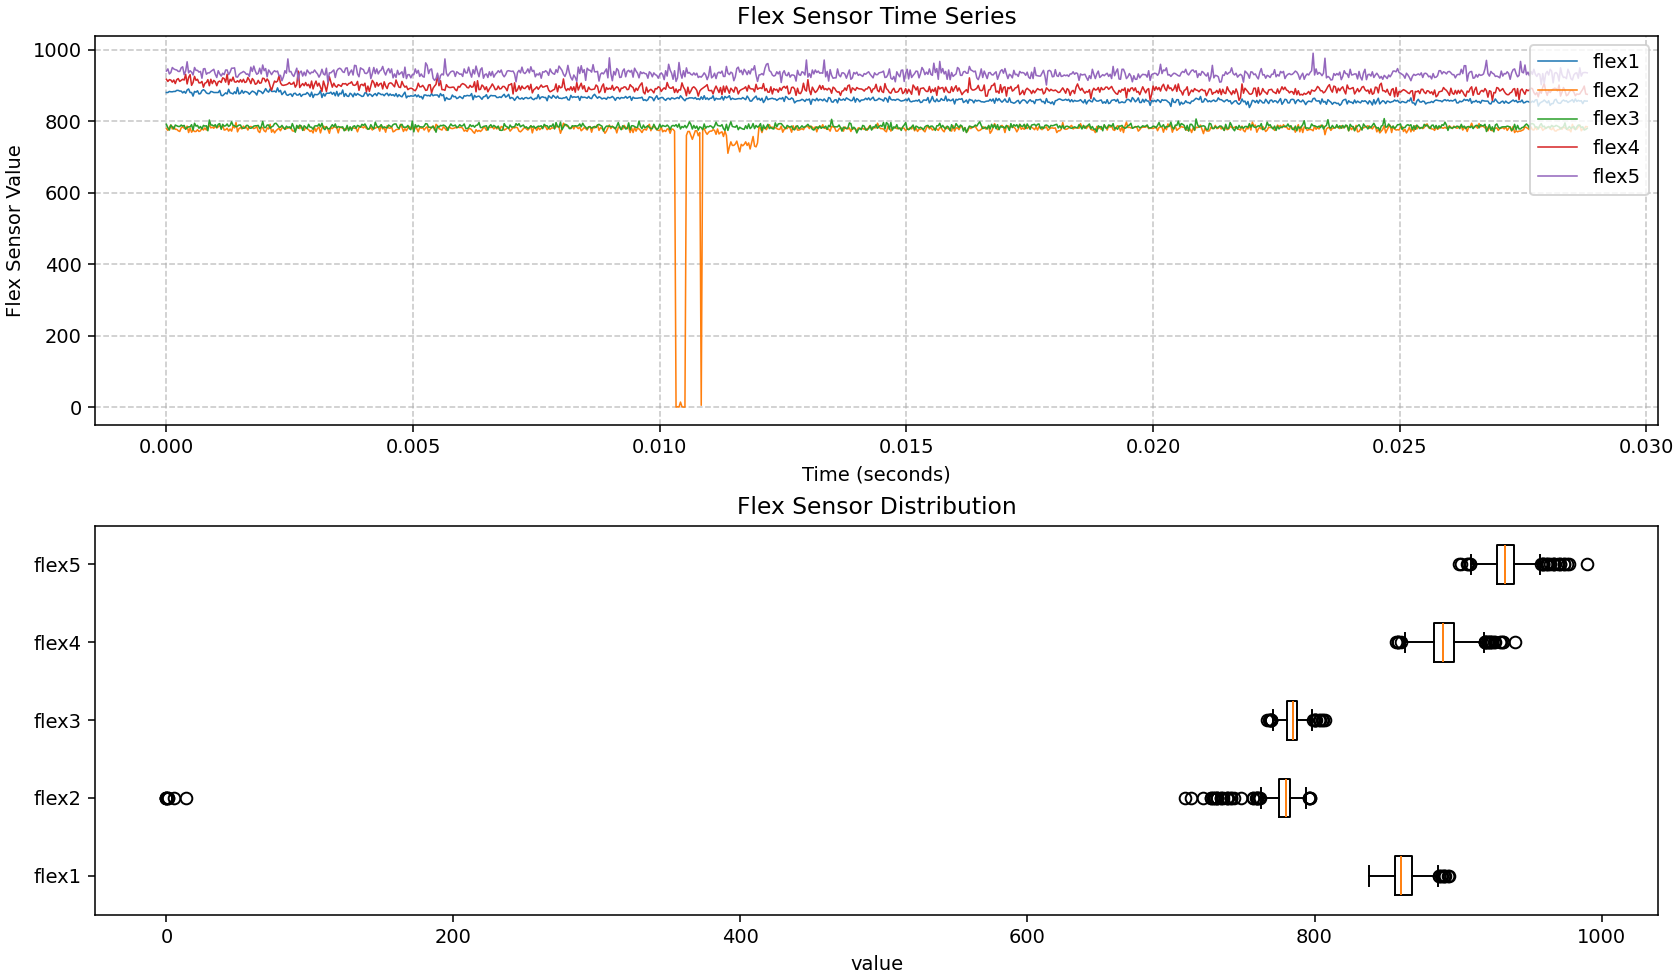 Flex Sensor Time Series
Flex Sensor Value
1000
800
600
400
200
0
flex1
flex2
flex3
flex4
flex5
0.000 0.005 0.010 0.015 0.020 0.025 0.030
Time (seconds)
Flex Sensor Distribution
flex5
flex4
flex3
flex2
flex1
0 200 400 600 800 1000
value